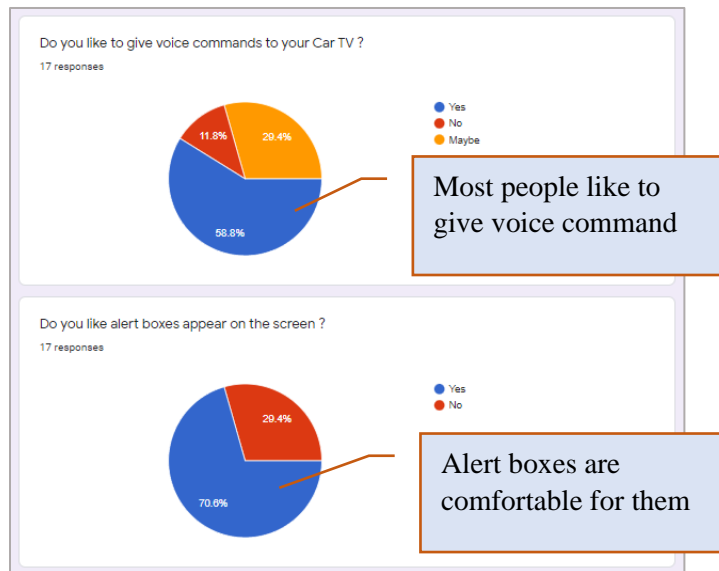 Do you like to give voice commands to your Car TV ?
17 responses
Yes
No
Maybe
11.8%
29.4%
58.8%
Most people like to
give voice command
Do you like alert boxes appear on the screen ?
17 responses
Yes
No
29.4%
70.6%
Alert boxes are
comfortable for them